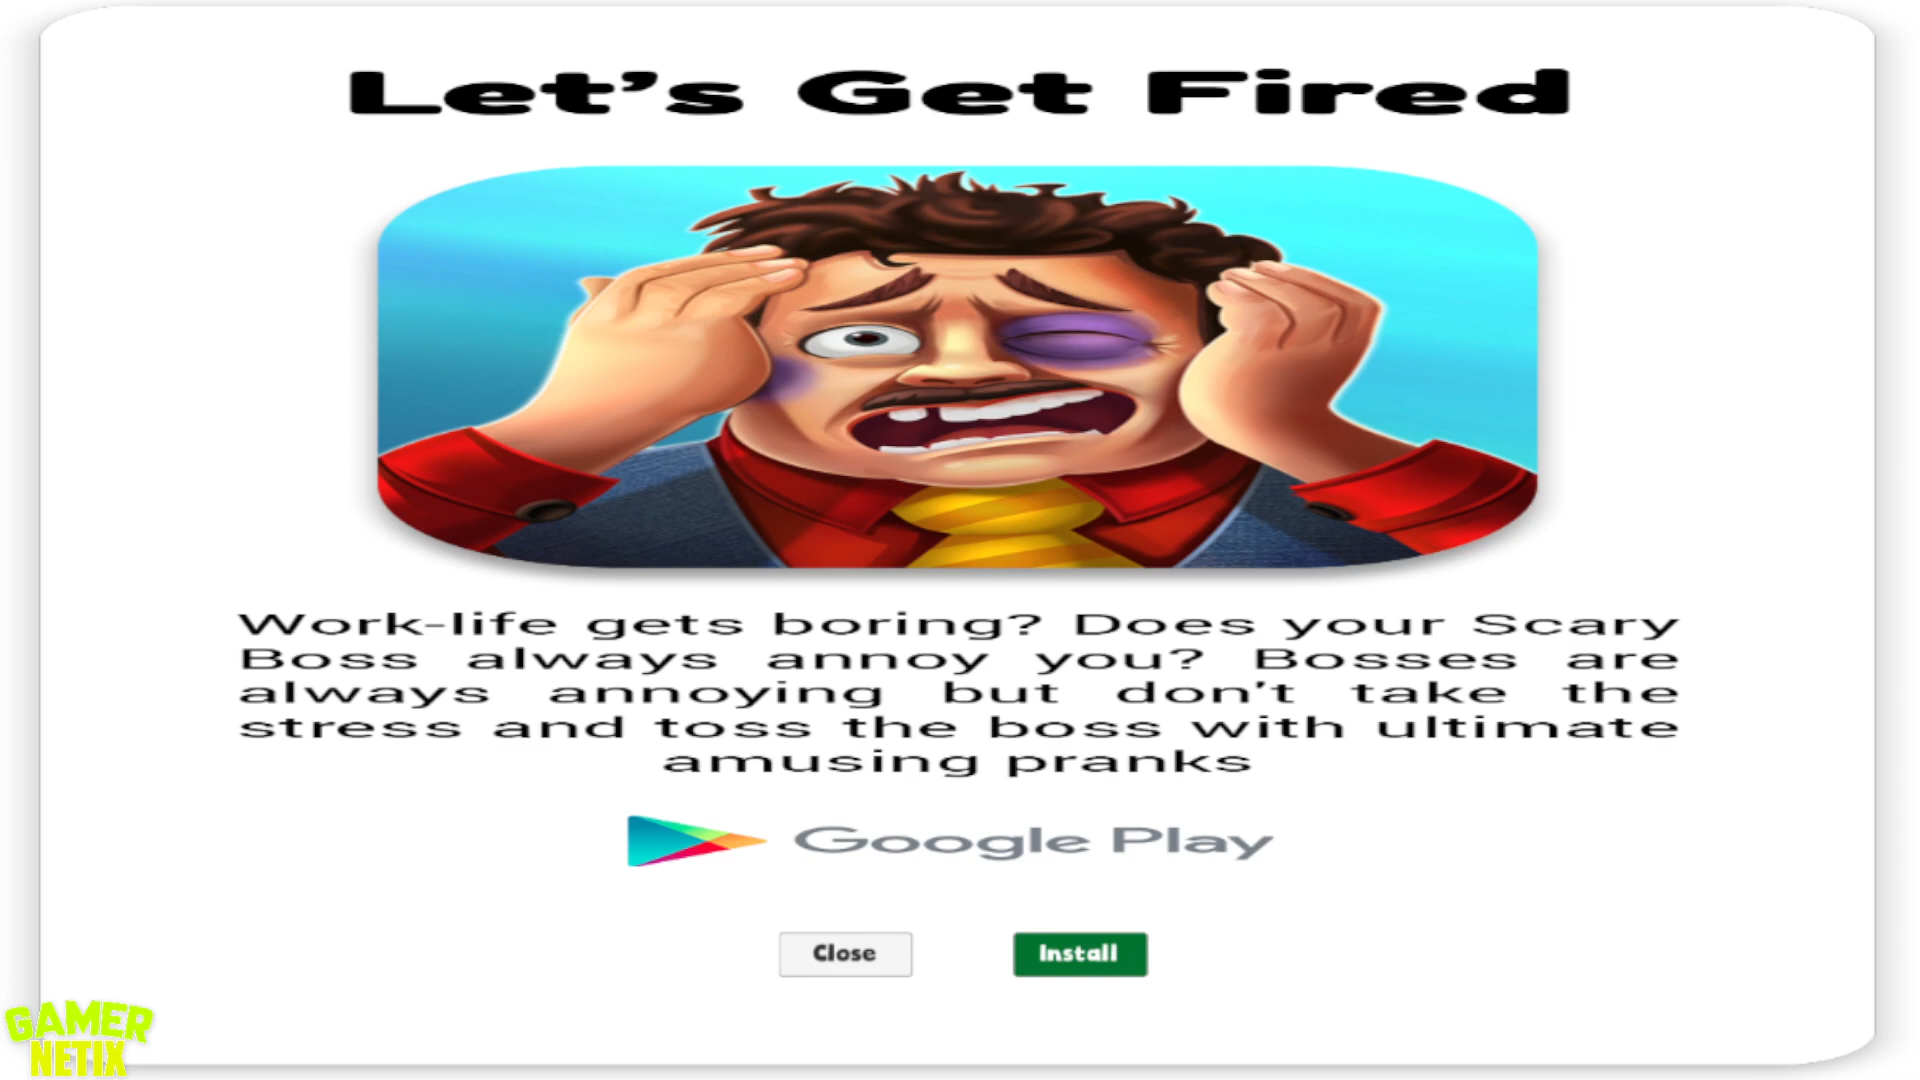 Let's Get Fired
Work-life gets boring? Does your Scary
Boss always annoy you? Bosses are
always annoying but don't take the
stress and toss the boss with ultimate
amusing pranks
Google Play
Close Install
GAMER
NETIX